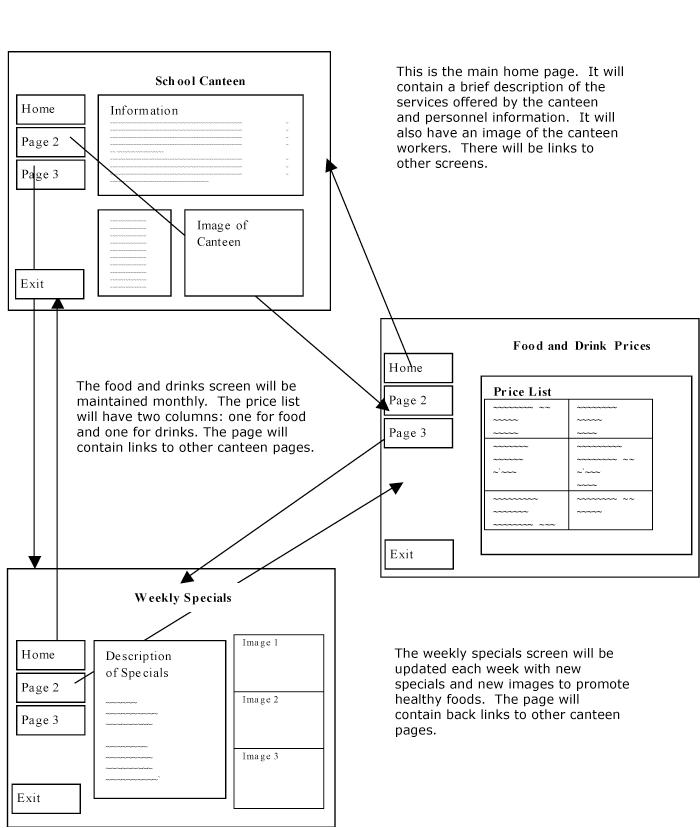 School Canteen
Home
Page 2
Page 3
Exit
Information
Image of
Canteen
This is the main home page. It will
contain a brief description of the
services offered by the canteen
and personnel information. It will
also have an image of the canteen
workers. There will be links to
other screens.
The food and drinks screen will be
maintained monthly. The price list
will have two columns: one for food
and one for drinks. The page will
contain links to other canteen pages.
Food and Drink Prices
Home
Page 2
Page 3
Exit
Price List
Weekly Specials
Home
Page 2
Page 3
Exit
Description
of Specials
Image 1
Image 2
Image 3
The weekly specials screen will be
updated each week with new
specials and new images to promote
healthy foods. The page will
contain back links to other canteen
pages.